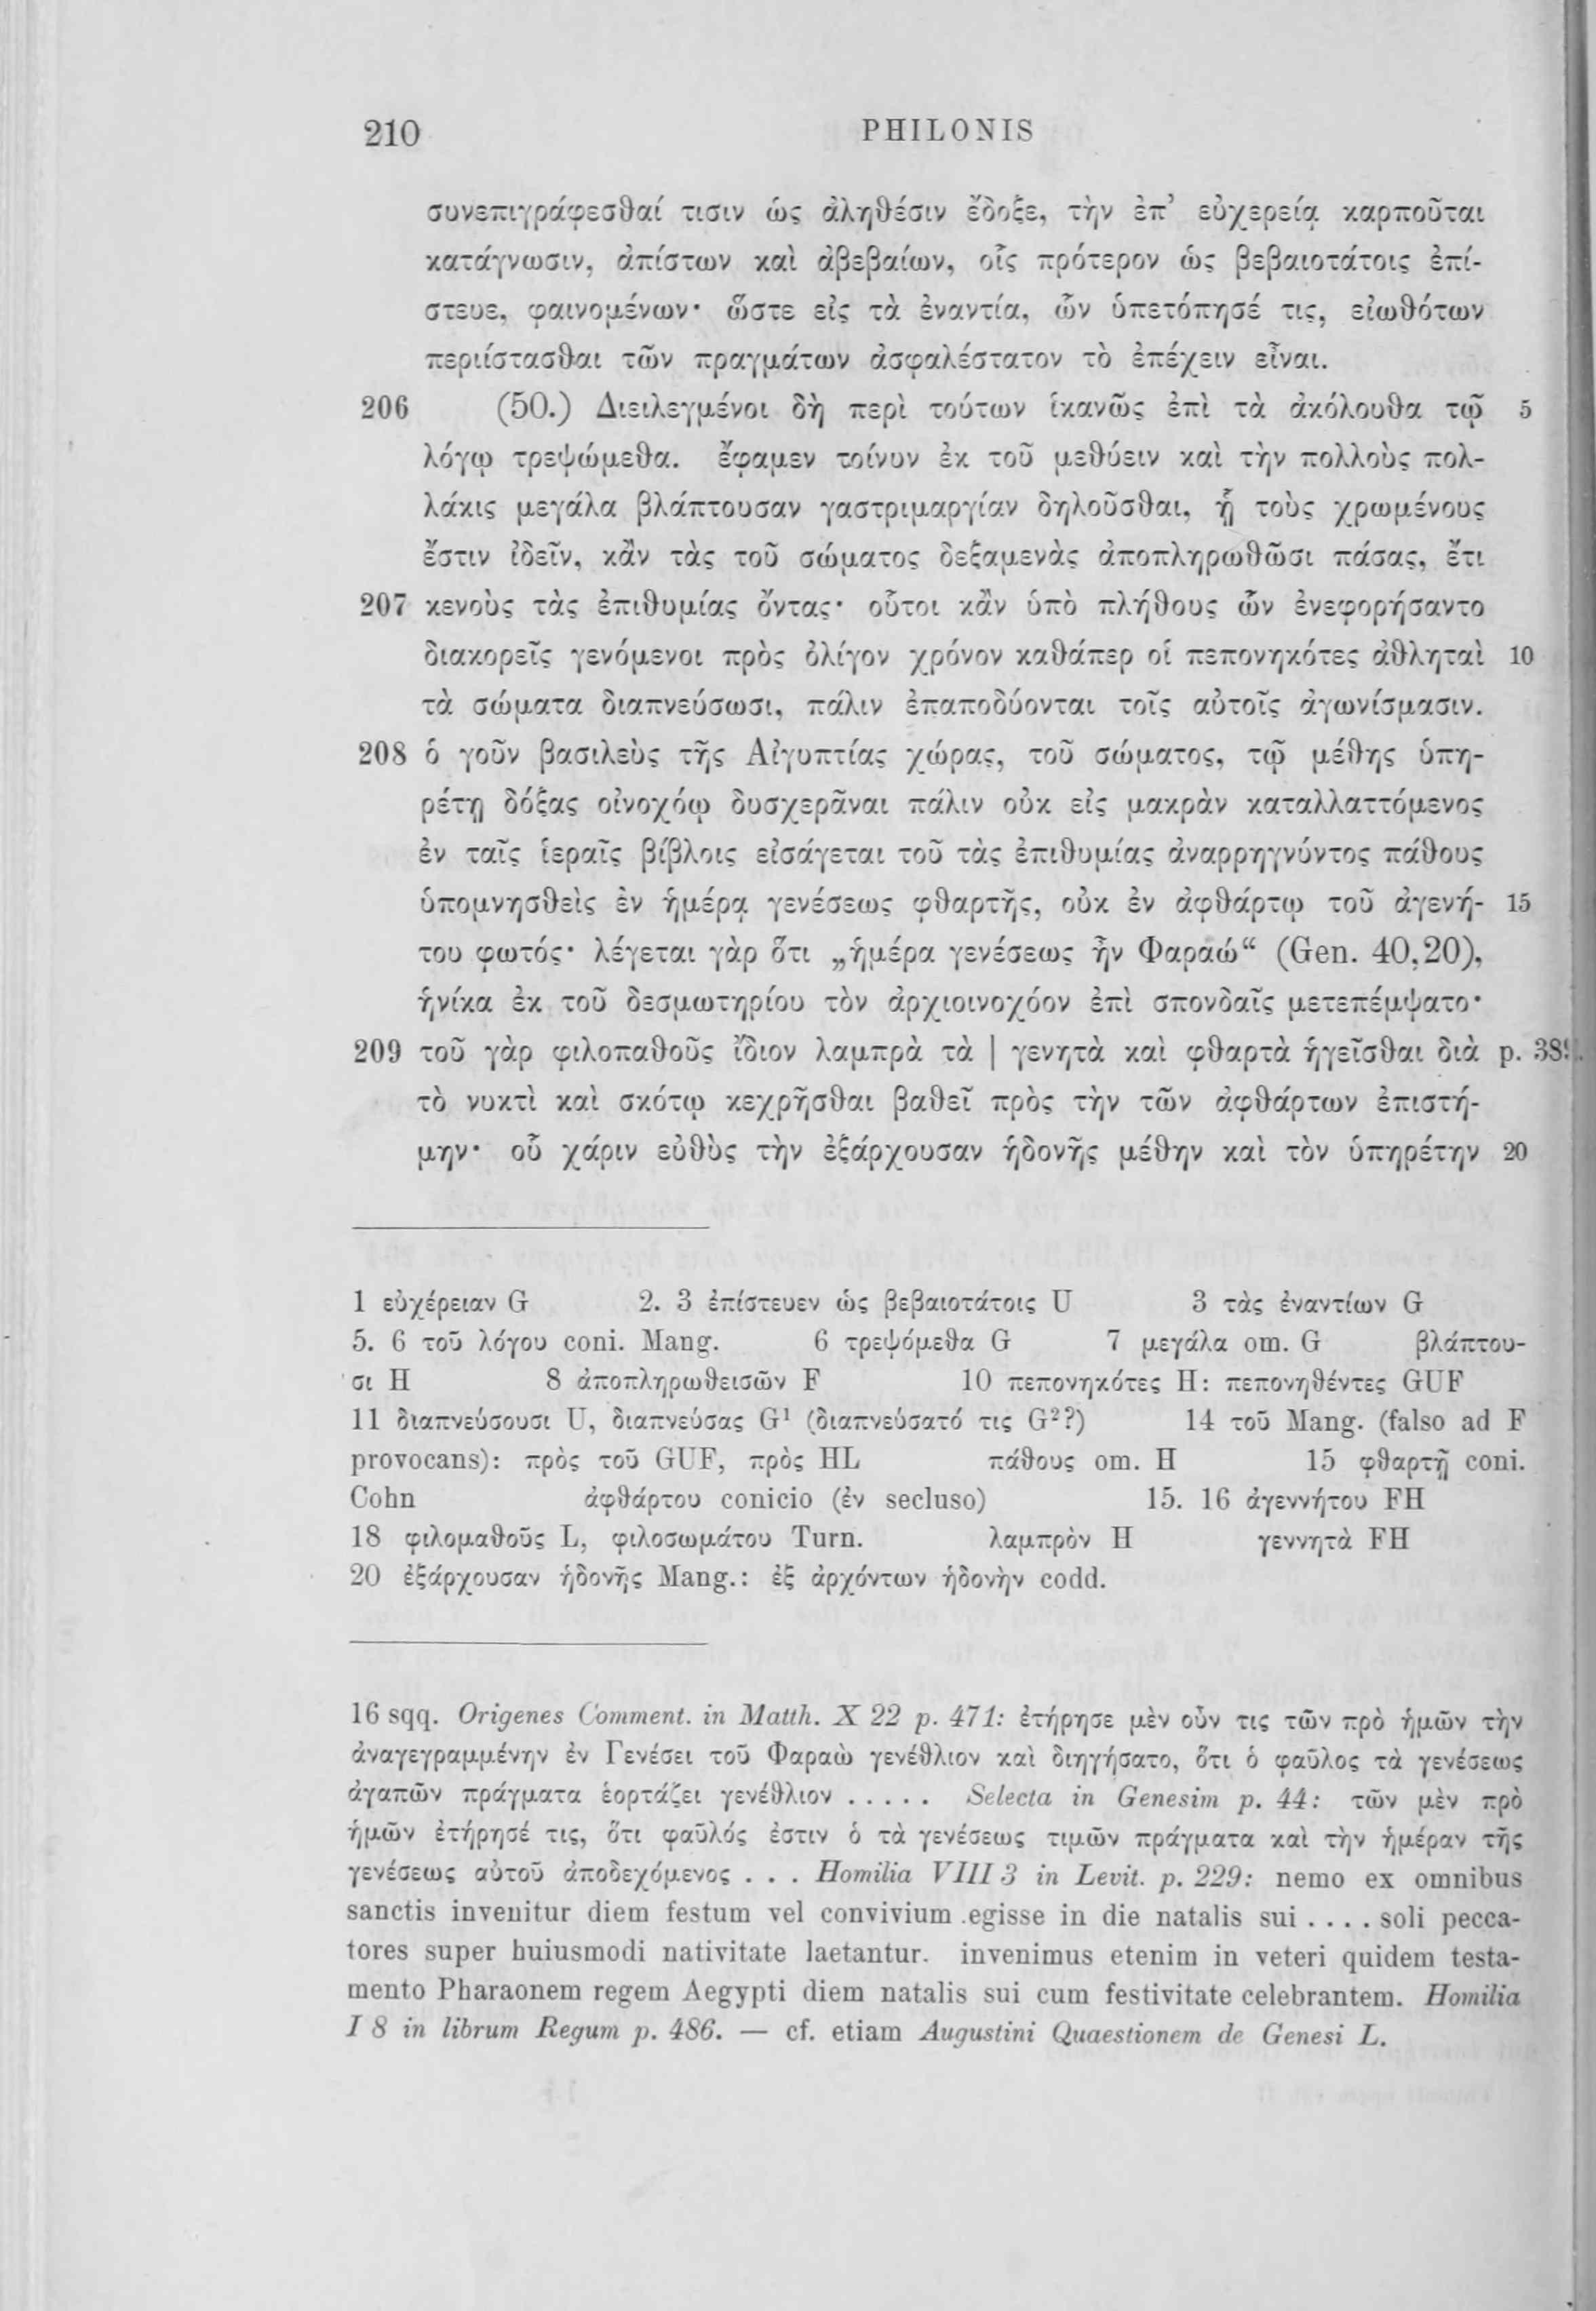 210 PHILONIS
συνεπιγράφεσθαί τισιν ὡς ἀληθέσιν ἔδοξε, τὴν ἐπ’ εὐχερείᾳ καρποῦται
κατάγνωσιν, ἀπίστων καὶ ἀβεβαίων, οἷς πρότερον ὡς βεβαιοτάτοις ἐπί-
στευε, φαινομένων· ὥστε εἰς τὰ ἐναντία, ὧν ὑπετόπησέ τις, εἰωθότων
περιίστασθαι τῶν πραγμάτων ἀσφαλέστατον τὸ ἐπέχειν εἶναι.
206 (50.) Διειλεγμένοι δὴ περὶ τούτων ἱκανῶς ἐπὶ τὰ ἀκόλουθα τῷ 5
λόγῳ τρεψώμεθα. ἔφαμεν τοίνυν ἐκ τοῦ μεθύειν καὶ τὴν πολλοὺς πολ-
λάκις μεγάλα βλάπτουσαν γαστριμαργίαν δηλοῦσθαι, ᾗ τοὺς χρωμένους
ἔστιν ἰδεῖν, κἂν τὰς τοῦ σώματος δεξαμενὰς ἀποπληρωθῶσι πάσας, ἔτι
207 κενοὺς τὰς ἐπιθυμίας ὄντας· οὗτοι κἂν ὑπὸ πλήθους ὧν ἐνεφορήσαντο
διακορεῖς γενόμενοι πρὸς ὀλίγον χρόνον καθάπερ οἱ πεπονηκότες ἀθληταὶ 10
τὰ σώματα διαπνεύσωσι, πάλιν ἐπαποδύονται τοῖς αὐτοῖς ἀγωνίσμασιν.
208 ὁ γοῦν βασιλεὺς τῆς Αἰγυπτίας χώρας, τοῦ σώματος, τῷ μέθης ὑπη-
ρέτῃ δόξας οἰνοχόῳ δυσχερᾶναι πάλιν οὐκ εἰς μακρὰν καταλλαττόμενος
ἐν ταῖς ἱεραῖς βίβλοις εἰσάγεται τοῦ τὰς ἐπιθυμίας ἀναρρηγνύντος πάθους
ὑπομνησθεὶς ἐν ἡμέρᾳ γενέσεως φθαρτῆς, οὐκ ἐν ἀφθάρτῳ τοῦ ἀγενή- 15
του φωτός· λέγεται γὰρ ὅτι „ἡμέρα γενέσεως ἦν Φαραώ“ (Gen. 40,20),
ἡνίκα ἐκ τοῦ δεσμωτηρίου τὸν ἀρχιοινοχόον ἐπὶ σπονδαῖς μετεπέμψατο·
209 τοῦ γὰρ φιλοπαθοῦς ἴδιον λαμπρὰ τὰ | γενητὰ καὶ φθαρτὰ ἡγεῖσθαι διὰ p.
τὸ νυκτὶ καὶ σκότῳ κεχρῆσθαι βαθεῖ πρὸς τὴν τῶν ἀφθάρτων ἐπιστή-
μην· οὗ χάριν εὐθὺς τὴν ἐξάρχουσαν ἡδονῆς μέθην καὶ τὸν ὑπηρέτην 20
1 εὐχέρειαν G 2. 3 ἐπίστευεν ὡς βεβαιοτάτοις U 3 τὰς ἐναντίων G
5. 6 τοῦ λόγου coni. Mang. 6 τρεψόμεθα G 7 μεγάλα om. G βλάπτου-
σι H 8 ἀποπληρωθεισῶν F 10 πεπονηκότες H: πεπονηθέντες GUF
11 διαπνεύσουσι U, διαπνεύσας G¹ (διαπνεύσατό τις G²?) 14 τοῦ Mang. (falso ad F
provocans): πρὸς τοῦ GUF, πρὸς HL πάθους om. H 15 φθαρτῇ coni.
Cohn ἀφθάρτου conicio (ἐν secluso) 15. 16 ἀγεννήτου FH
18 φιλομαθοῦς L, φιλοσωμάτου Turn. λαμπρὸν H γεννητὰ FH
20 ἐξάρχουσαν ἡδονῆς Mang.: ἐξ ἀρχόντων ἡδονὴν codd.
16 sqq. Origenes Comment. in Matth. X 22 p. 471: ἐτήρησε μὲν οὖν τις τῶν πρὸ ἡμῶν τὴν
ἀναγεγραμμένην ἐν Γενέσει τοῦ Φαραὼ γενέθλιον καὶ διηγήσατο, ὅτι ὁ φαῦλος τὰ γενέσεως
ἀγαπῶν πράγματα ἑορτάζει γενέθλιον . . . . . Selecta in Genesim p. 44: τῶν μὲν πρὸ
ἡμῶν ἐτήρησέ τις, ὅτι φαῦλός ἐστιν ὁ τὰ γενέσεως τιμῶν πράγματα καὶ τὴν ἡμέραν τῆς
γενέσεως αὐτοῦ ἀποδεχόμενος . . . Homilia VIII 3 in Levit. p. 229: nemo ex omnibus
sanctis invenitur diem festum vel convivium egisse in die natalis sui . . . . soli pecca-
tores super huiusmodi nativitate laetantur. invenimus etenim in veteri quidem testa-
mento Pharaonem regem Aegypti diem natalis sui cum festivitate celebrantem. Homilia
I 8 in librum Regum p. 486. — cf. etiam Augustini Quaestionem de Genesi L.